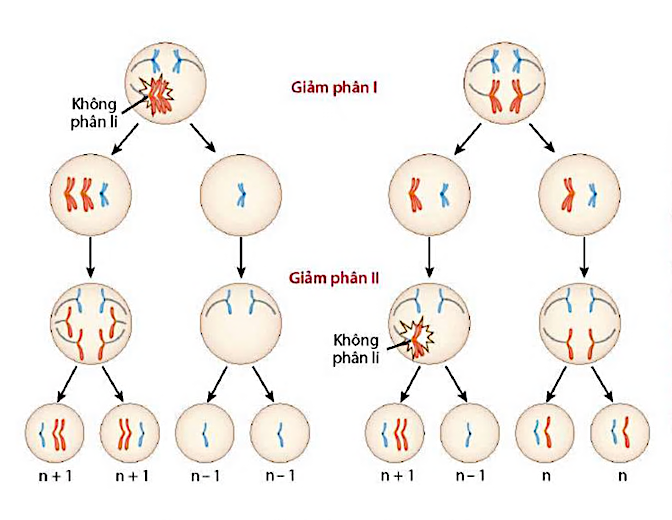 Giảm phân I
Không
phân li
Giảm phân II
Không
phân li
n + 1
n + 1
n – 1
n – 1
n + 1
n – 1
n
n